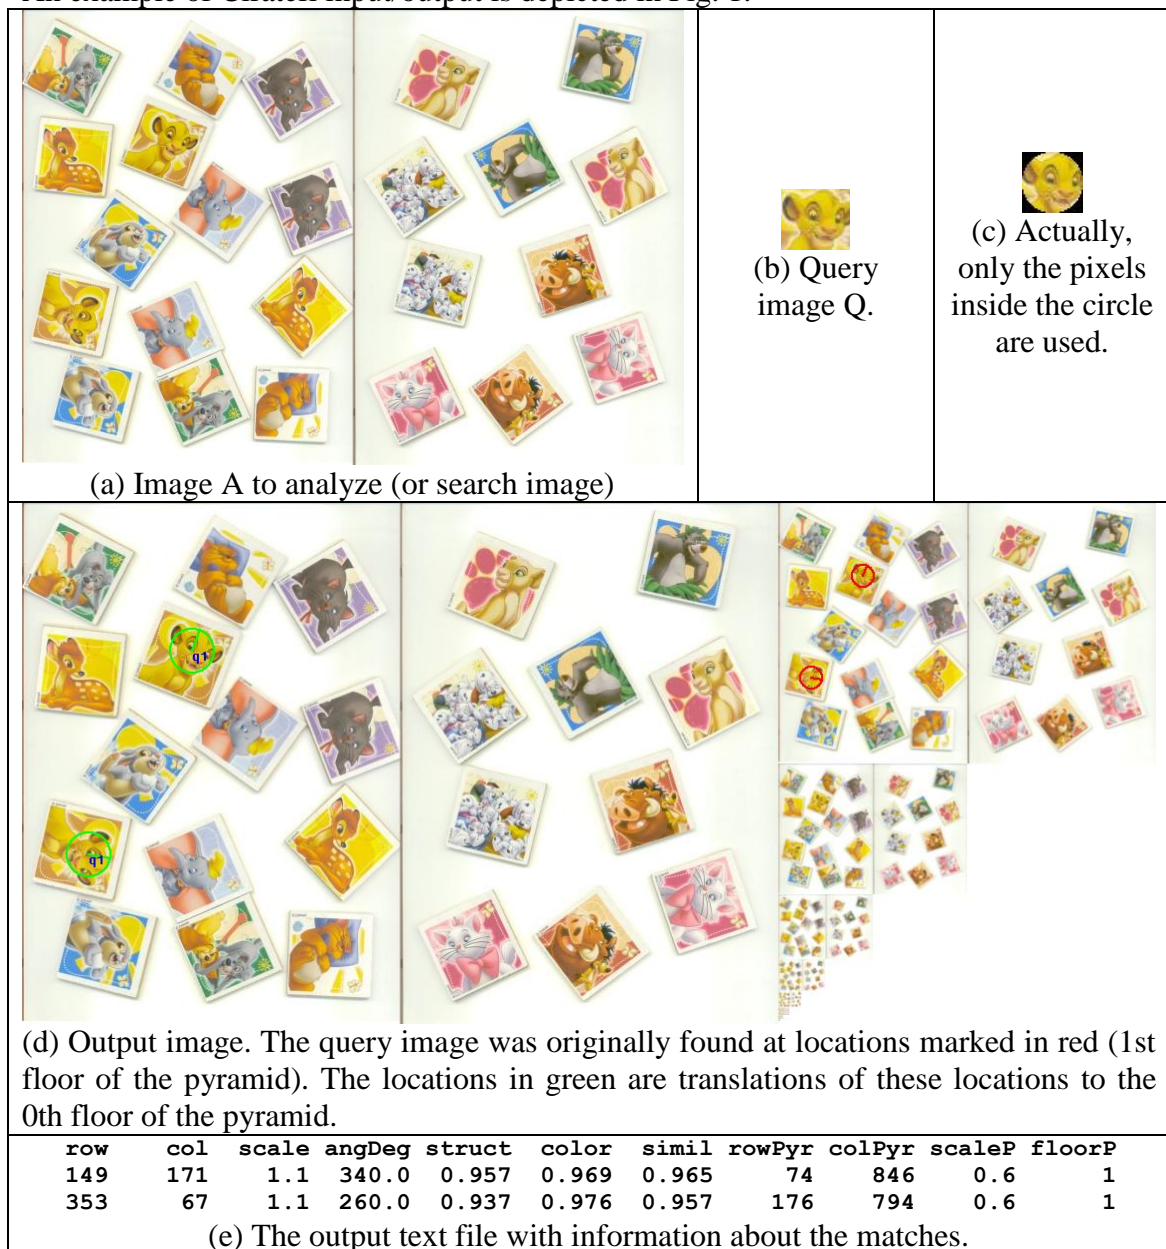 (b) Query
image Q.
(c) Actually,
only the pixels
inside the circle
are used.
(a) Image A to analyze (or search image)
q1
q1
(d) Output image. The query image was originally found at locations marked in red (1st
floor of the pyramid). The locations in green are translations of these locations to the
0th floor of the pyramid.
row col scale angDeg struct color simil rowPyr colPyr scaleP floorP
149 171 1.1 340.0 0.957 0.969 0.965 74 846 0.6 1
353 67 1.1 260.0 0.937 0.976 0.957 176 794 0.6 1
(e) The output text file with information about the matches.